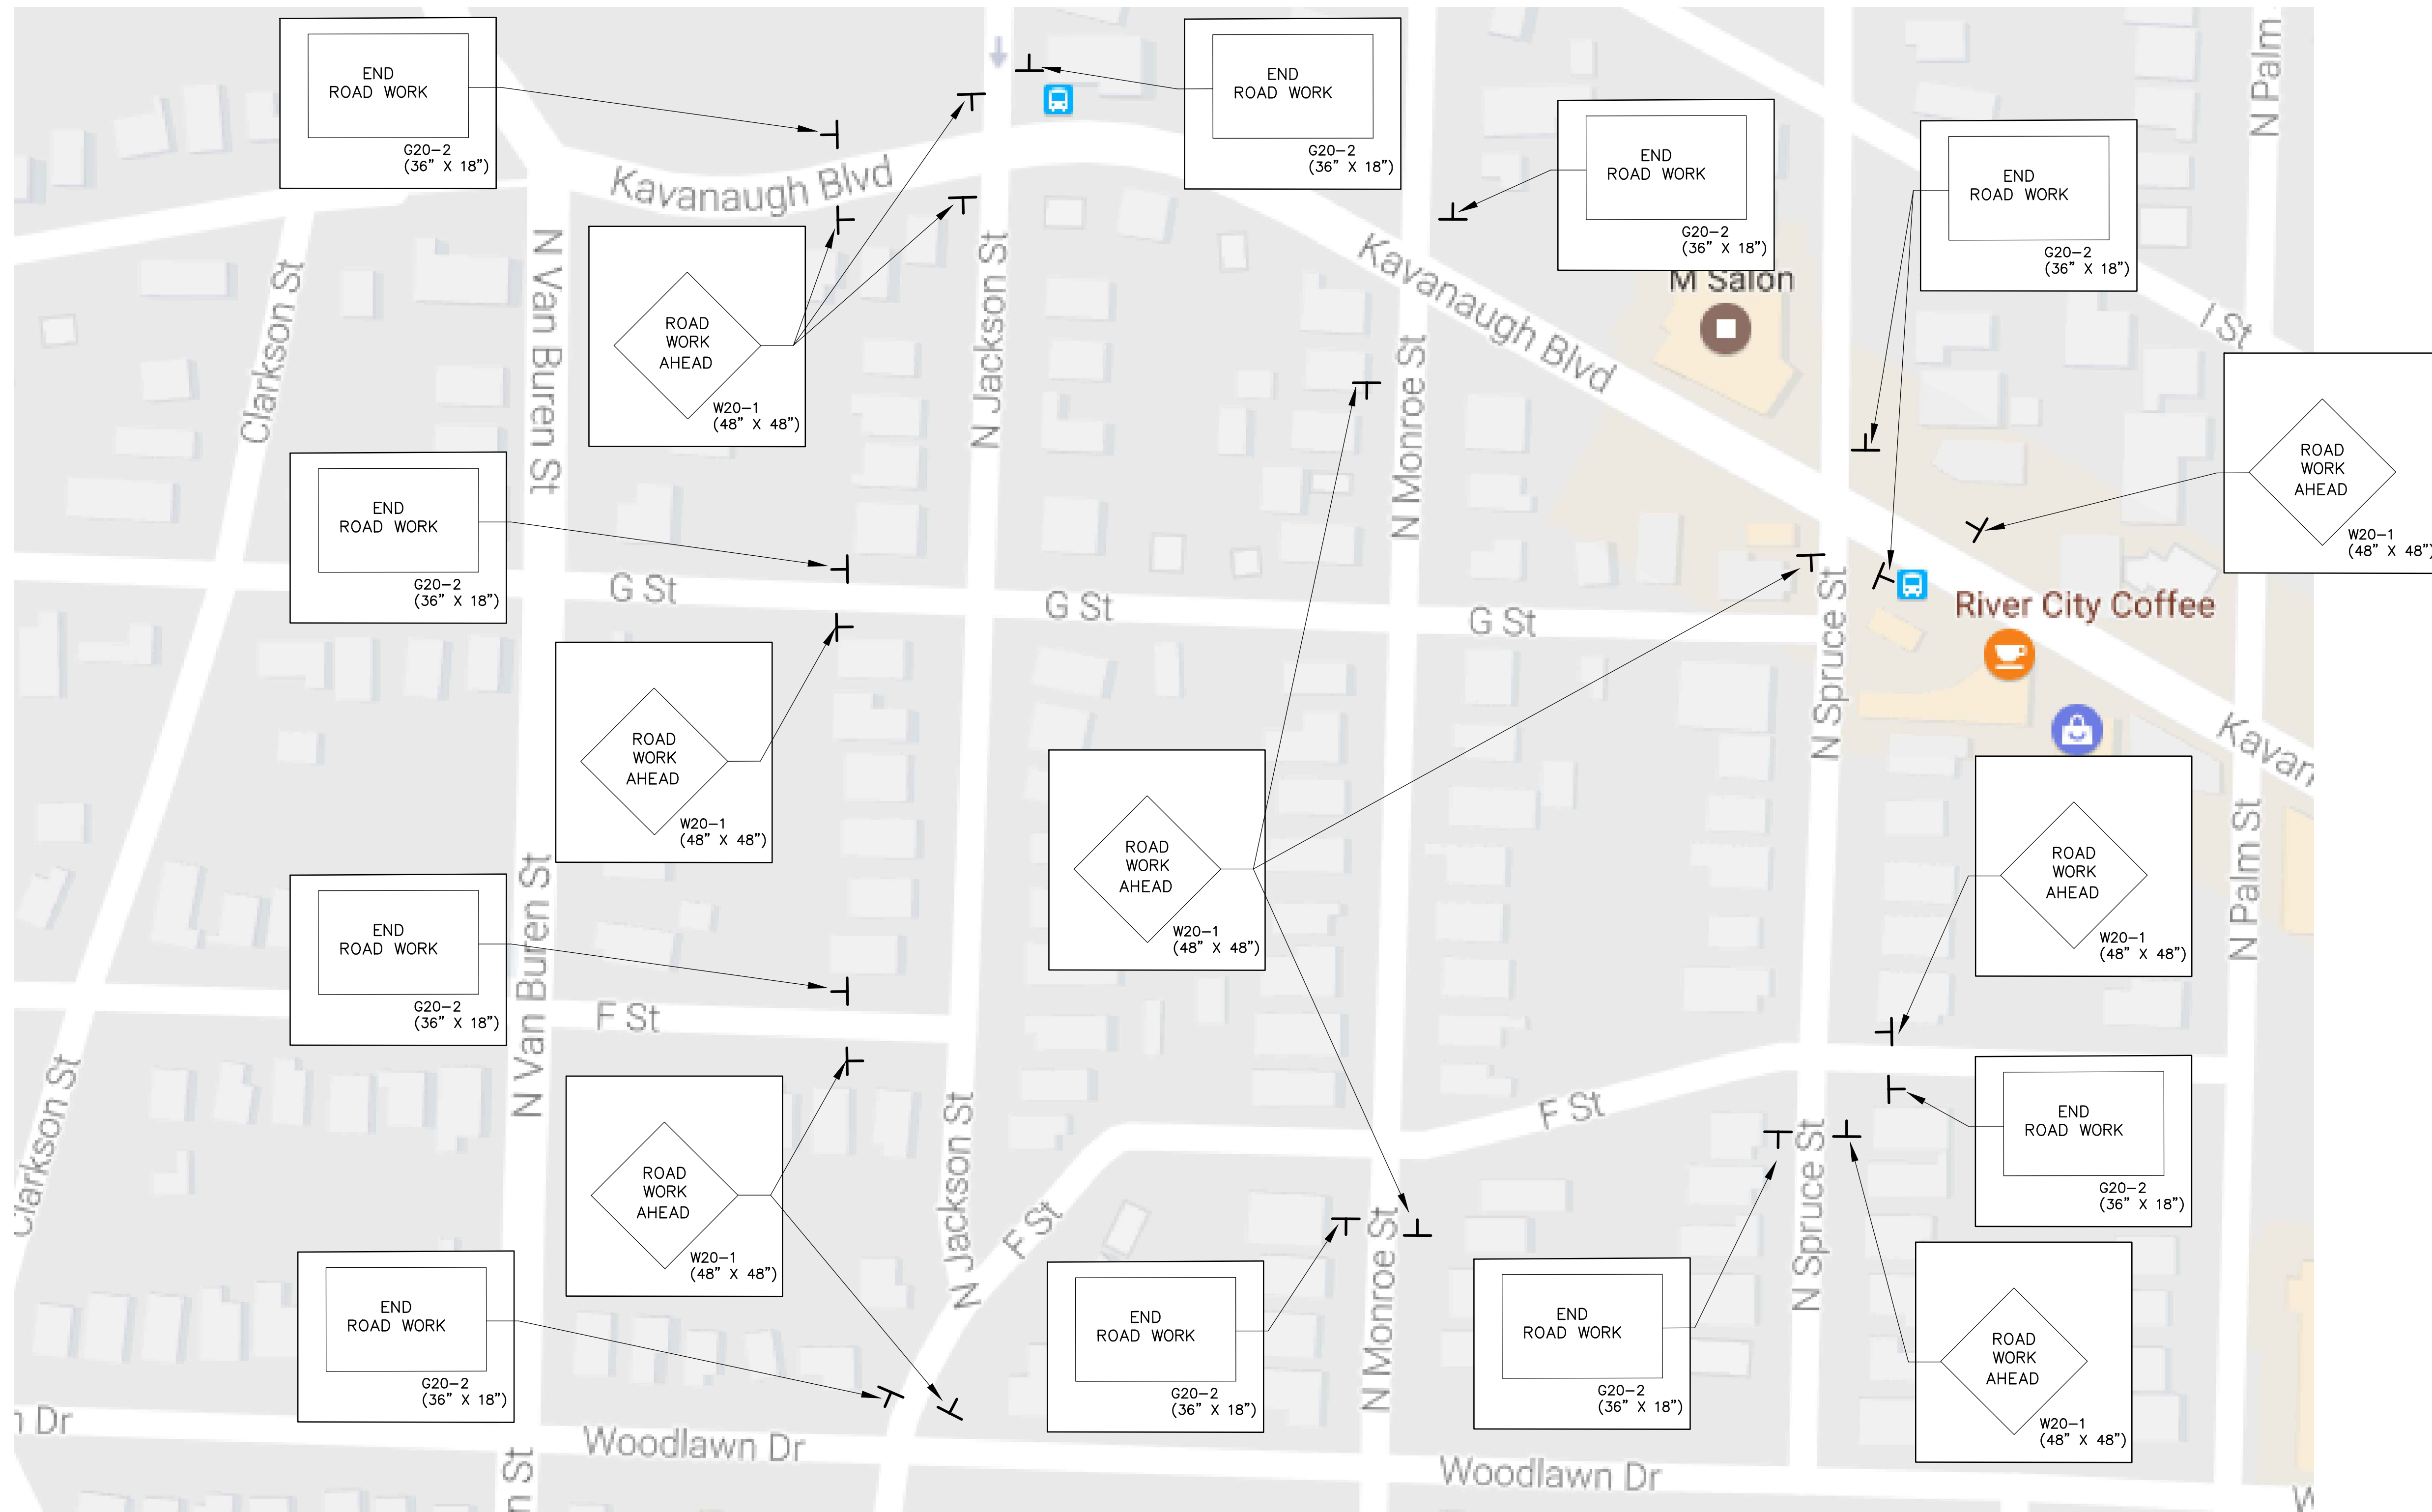 END
ROAD WORK
G20-2
(36" X 18")
END
ROAD WORK
G20-2
(36" X 18")
END
ROAD WORK
G20-2
(36" X 18")
END
ROAD WORK
G20-2
(36" X 18")
N Palm
Kavanaugh Blvd
Clarkson St
N Van Buren St
ROAD
WORK
AHEAD
W20-1
(48" X 48")
N Jackson St
N Monroe St
Kavanaugh Blvd
M Salon
I St
ROAD
WORK
AHEAD
W20-1
(48" X 48")
END
ROAD WORK
G20-2
(36" X 18")
G St
G St
G St
N Spruce St
River City Coffee
ROAD
WORK
AHEAD
W20-1
(48" X 48")
Kavan
ROAD
WORK
AHEAD
W20-1
(48" X 48")
ROAD
WORK
AHEAD
W20-1
(48" X 48")
N Palm St
END
ROAD WORK
G20-2
(36" X 18")
N Van Buren St
F St
Clarkson St
ROAD
WORK
AHEAD
W20-1
(48" X 48")
N Jackson St
F St
F St
END
ROAD WORK
G20-2
(36" X 18")
N Monroe St
N Spruce St
END
ROAD WORK
G20-2
(36" X 18")
END
ROAD WORK
G20-2
(36" X 18")
END
ROAD WORK
G20-2
(36" X 18")
ROAD
WORK
AHEAD
W20-1
(48" X 48")
n Dr
Woodlawn Dr
Woodlawn Dr
n St
W